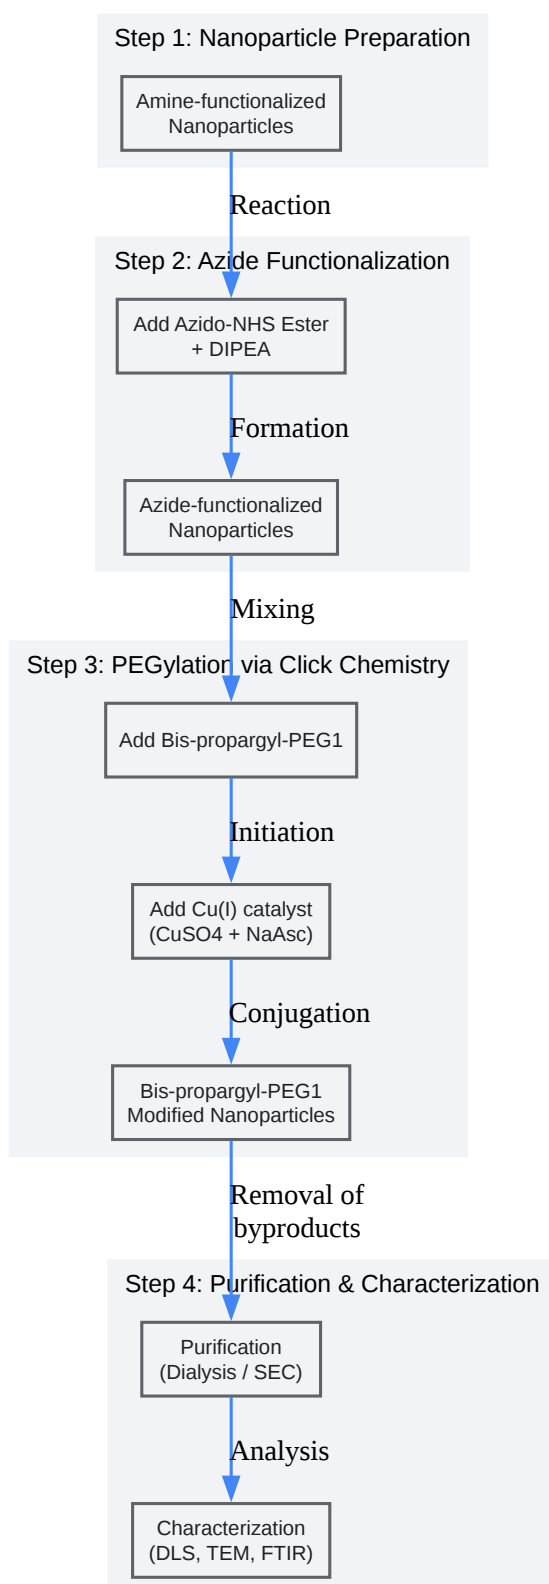 Step 1: Nanoparticle Preparation
Amine-functionalized
Nanoparticles
Reaction
Step 2: Azide Functionalization
Add Azido-NHS Ester
+ DIPEA
Formation
Azide-functionalized
Nanoparticles
Mixing
Step 3: PEGylation via Click Chemistry
Add Bis-propargyl-PEG1
Initiation
Add Cu(I) catalyst
(CuSO4 + NaAsc)
Conjugation
Bis-propargyl-PEG1
Modified Nanoparticles
Removal of
byproducts
Step 4: Purification & Characterization
Purification
(Dialysis / SEC)
Analysis
Characterization
(DLS, TEM, FTIR)